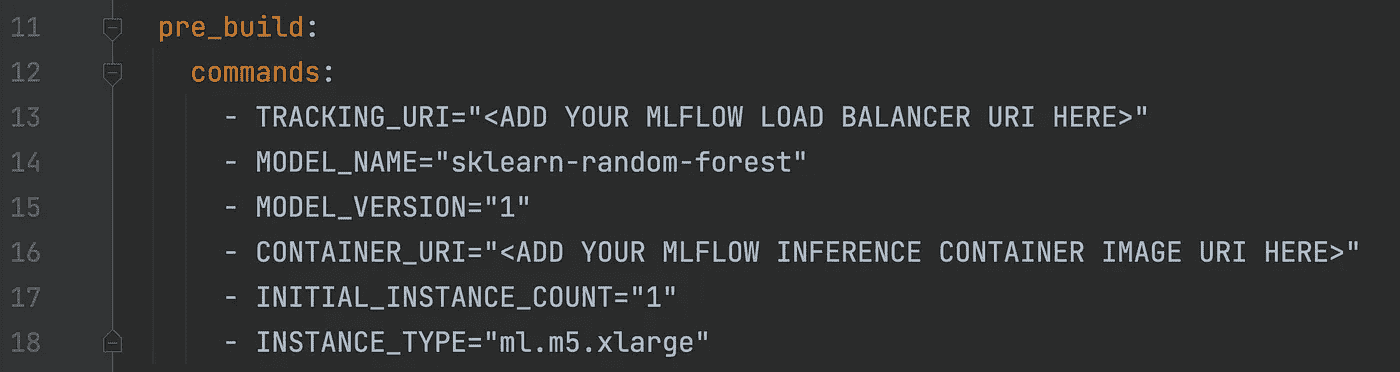 11 pre_build:
12 commands:
13 - TRACKING_URI="<ADD YOUR MLFLOW LOAD BALANCER URI HERE>"
14 - MODEL_NAME="sklearn-random-forest"
15 - MODEL_VERSION="1"
16 - CONTAINER_URI="<ADD YOUR MLFLOW INFERENCE CONTAINER IMAGE URI HERE>"
17 - INITIAL_INSTANCE_COUNT="1"
18 - INSTANCE_TYPE="ml.m5.xlarge"